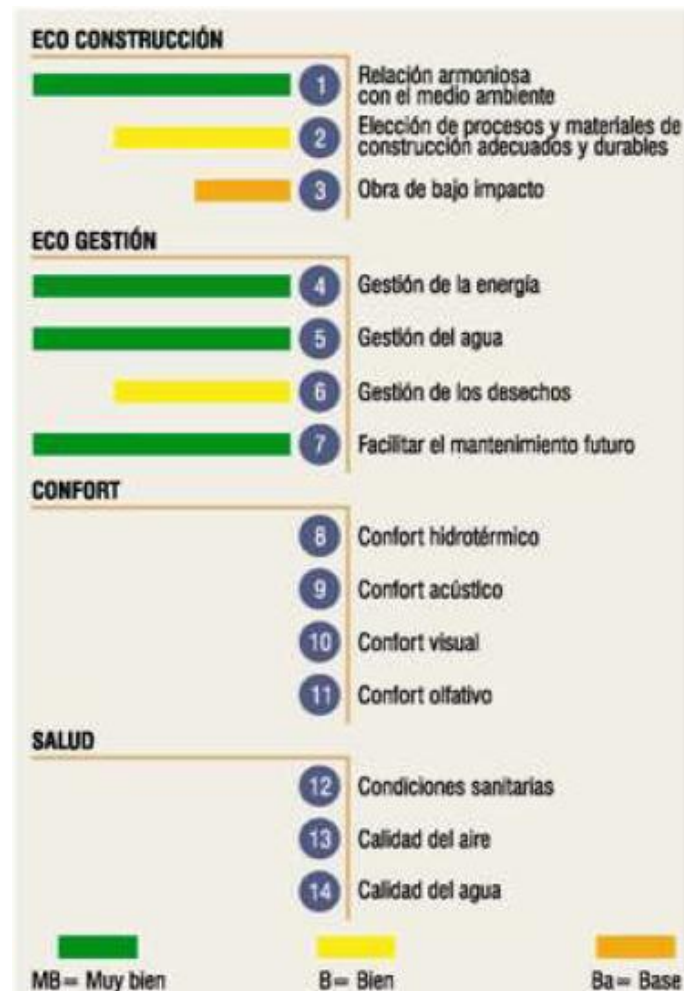 ECO CONSTRUCCIÓN
1 Relación armoniosa
con el medio ambiente
2 Elección de procesos y materiales de
construcción adecuados y durables
3 Obra de bajo impacto
ECO GESTIÓN
4 Gestión de la energía
5 Gestión del agua
6 Gestión de los desechos
7 Facilitar el mantenimiento futuro
CONFORT
8 Confort hidrotérmico
9 Confort acústico
10 Confort visual
11 Confort olfativo
SALUD
12 Condiciones sanitarias
13 Calidad del aire
14 Calidad del agua
MB= Muy bien B= Bien Ba= Base